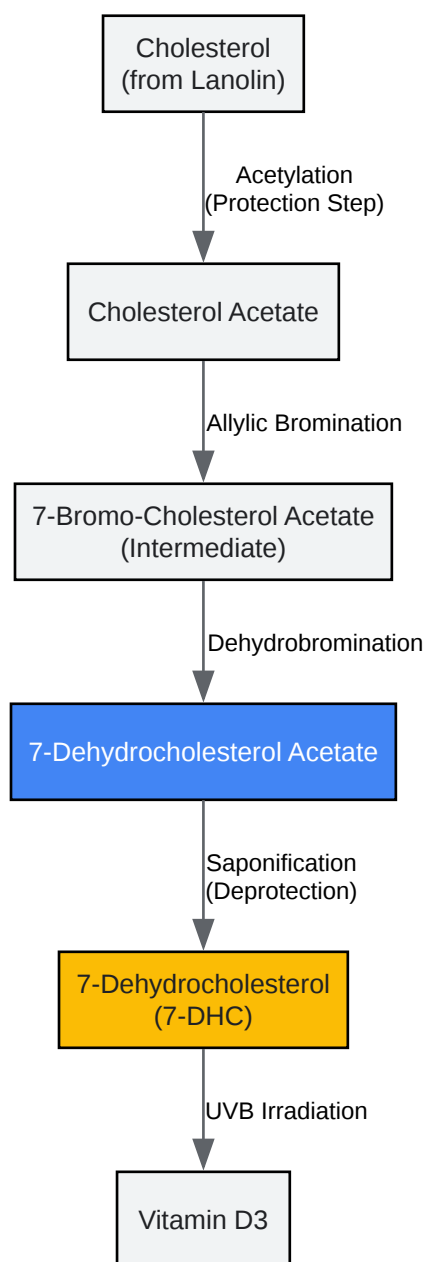 Cholesterol
(from Lanolin)
Acetylation
(Protection Step)
Cholesterol Acetate
Allylic Bromination
7-Bromo-Cholesterol Acetate
(Intermediate)
Dehydrobromination
7-Dehydrocholesterol Acetate
Saponification
(Deprotection)
7-Dehydrocholesterol
(7-DHC)
UVB Irradiation
Vitamin D3